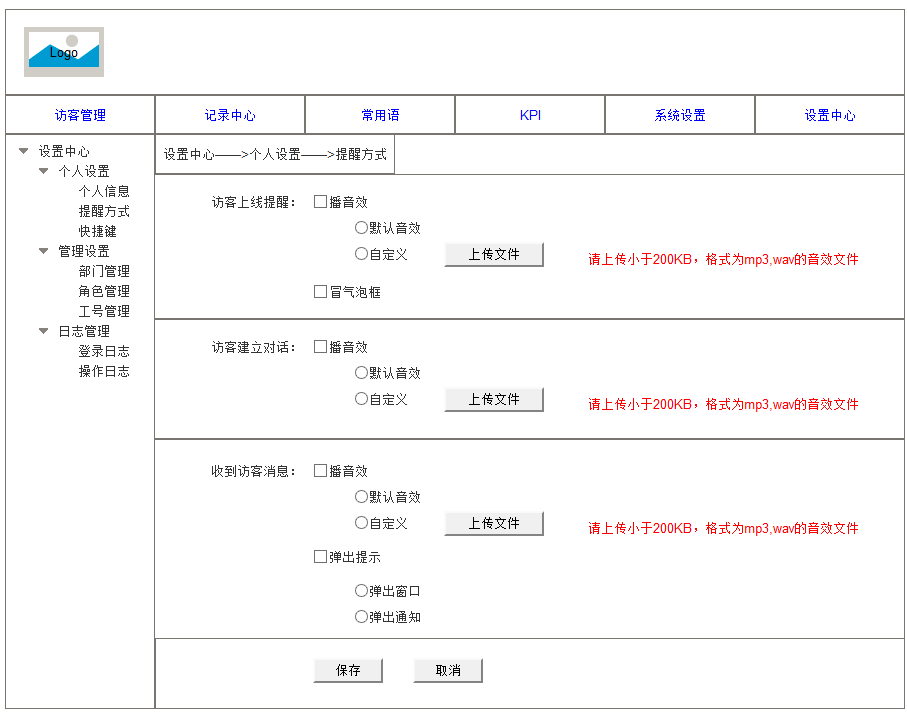 Logo
访客管理 记录中心 常用语 KPI 系统设置 设置中心
设置中心
个人设置
个人信息
提醒方式
快捷键
管理设置
部门管理
角色管理
工号管理
日志管理
登录日志
操作日志
设置中心——>个人设置——>提醒方式
访客上线提醒： 播音效
默认音效
自定义 上传文件 请上传小于200KB，格式为mp3,wav的音效文件
冒气泡框
访客建立对话： 播音效
默认音效
自定义 上传文件 请上传小于200KB，格式为mp3,wav的音效文件
收到访客消息： 播音效
默认音效
自定义 上传文件 请上传小于200KB，格式为mp3,wav的音效文件
弹出提示
弹出窗口
弹出通知
保存 取消